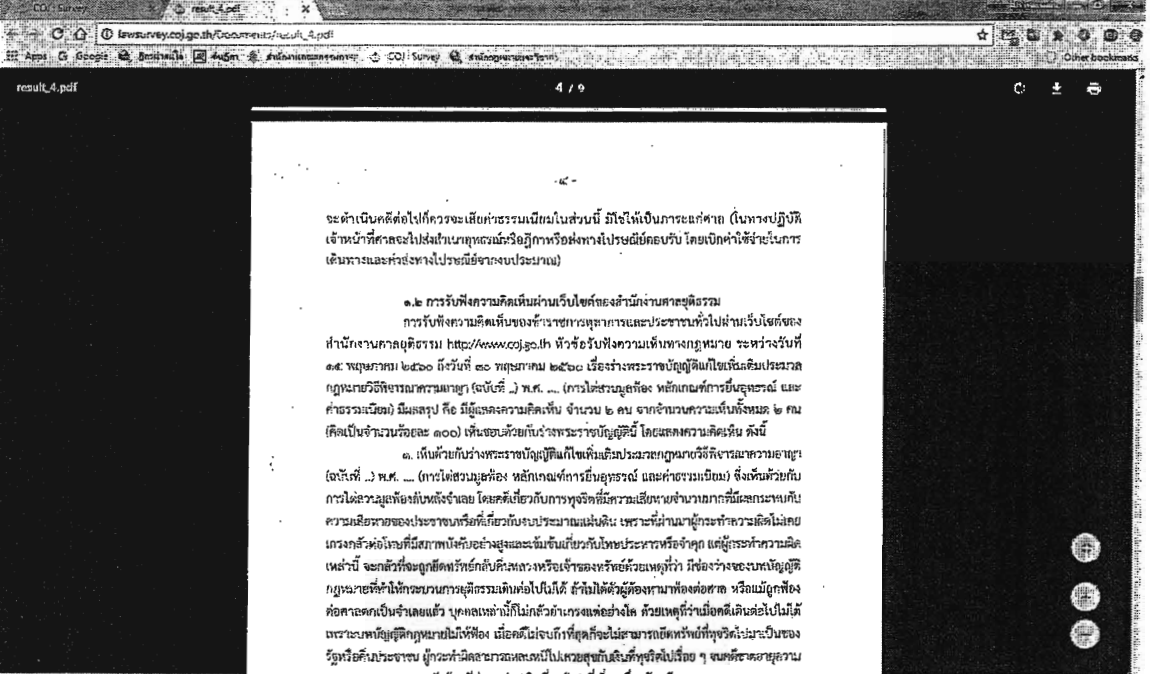 COJ Survey result_4.pdf
lawsurvey.coj.go.th/Documents/result_4.pdf
Apps Google COJ Survey Other bookmarks
result_4.pdf 4 / 9
-๔-
จะดำเนินคดีต่อไปก็ควรจะเสียค่าธรรมเนียมในส่วนนี้ มิใช่ให้เป็นภาระแก่ศาล (ในทางปฏิบัติ
เจ้าหน้าที่ศาลจะไปส่งสำเนาอุทธรณ์หรือฎีกาหรือส่งทางไปรษณีย์ตอบรับ โดยเบิกค่าใช้จ่ายในการ
เดินทางและค่าส่งทางไปรษณีย์จากงบประมาณ)
๑.๒ การรับฟังความคิดเห็นผ่านเว็บไซต์ของสำนักงานศาลยุติธรรม
การรับฟังความคิดเห็นของข้าราชการตุลาการและประชาชนทั่วไปผ่านเว็บไซต์ของ
สำนักงานศาลยุติธรรม http://www.coj.go.th หัวข้อรับฟังความเห็นทางกฎหมาย ระหว่างวันที่
๑๕ พฤษภาคม ๒๕๖๐ ถึงวันที่ ๓๐ พฤษภาคม ๒๕๖๐ เรื่องร่างพระราชบัญญัติแก้ไขเพิ่มเติมประมวล
กฎหมายวิธีพิจารณาความอาญา (ฉบับที่ ..) พ.ศ. .... (การไต่สวนมูลฟ้อง หลักเกณฑ์การยื่นอุทธรณ์ และ
ค่าธรรมเนียม) มีผลสรุป คือ มีผู้แสดงความคิดเห็น จำนวน ๒ คน จากจำนวนความเห็นทั้งหมด ๒ คน
(คิดเป็นจำนวนร้อยละ ๑๐๐) เห็นชอบด้วยกับร่างพระราชบัญญัตินี้ โดยแสดงความคิดเห็น ดังนี้
๑. เห็นด้วยกับร่างพระราชบัญญัติแก้ไขเพิ่มเติมประมวลกฎหมายวิธีพิจารณาความอาญา
(ฉบับที่ ..) พ.ศ. .... (การไต่สวนมูลฟ้อง หลักเกณฑ์การยื่นอุทธรณ์ และค่าธรรมเนียม) ซึ่งเห็นด้วยกับ
การไต่สวนมูลฟ้องลับหลังจำเลย โดยคดีเกี่ยวกับการทุจริตที่มีความเสียหายจำนวนมากที่มีผลกระทบกับ
ความเสียหายของประชาชนหรือที่เกี่ยวกับงบประมาณแผ่นดิน เพราะที่ผ่านมาผู้กระทำความผิดไม่เคย
เกรงกลัวต่อโทษที่มีสภาพบังคับอย่างสูงและเข้มข้นเกี่ยวกับโทษประหารหรือจำคุก แต่ผู้กระทำความผิด
เหล่านี้ จะกลัวที่จะถูกยึดทรัพย์กลับคืนหลวงหรือเจ้าของทรัพย์ด้วยเหตุที่ว่า มีช่องว่างของบทบัญญัติ
กฎหมายที่ทำให้กระบวนการยุติธรรมเดินต่อไปไม่ได้ ถ้าไม่ได้ตัวผู้ต้องหามาฟ้องต่อศาล หรือแม้ถูกฟ้อง
ต่อศาลตกเป็นจำเลยแล้ว บุคคลเหล่านี้ก็ไม่กลัวยำเกรงแต่อย่างใด ด้วยเหตุที่ว่าเมื่อคดีเดินต่อไปไม่ได้
เพราะบทบัญญัติกฎหมายไม่ให้ฟ้อง เมื่อคดีไม่จบถึงที่สุดก็จะไม่สามารถยึดทรัพย์ที่ทุจริตไปมาเป็นของ
รัฐหรือคืนประชาชน ผู้กระทำผิดสามารถหลบหนีไปเสวยสุขกับเงินที่ทุจริตไปเรื่อย ๆ จนคดีขาดอายุความ